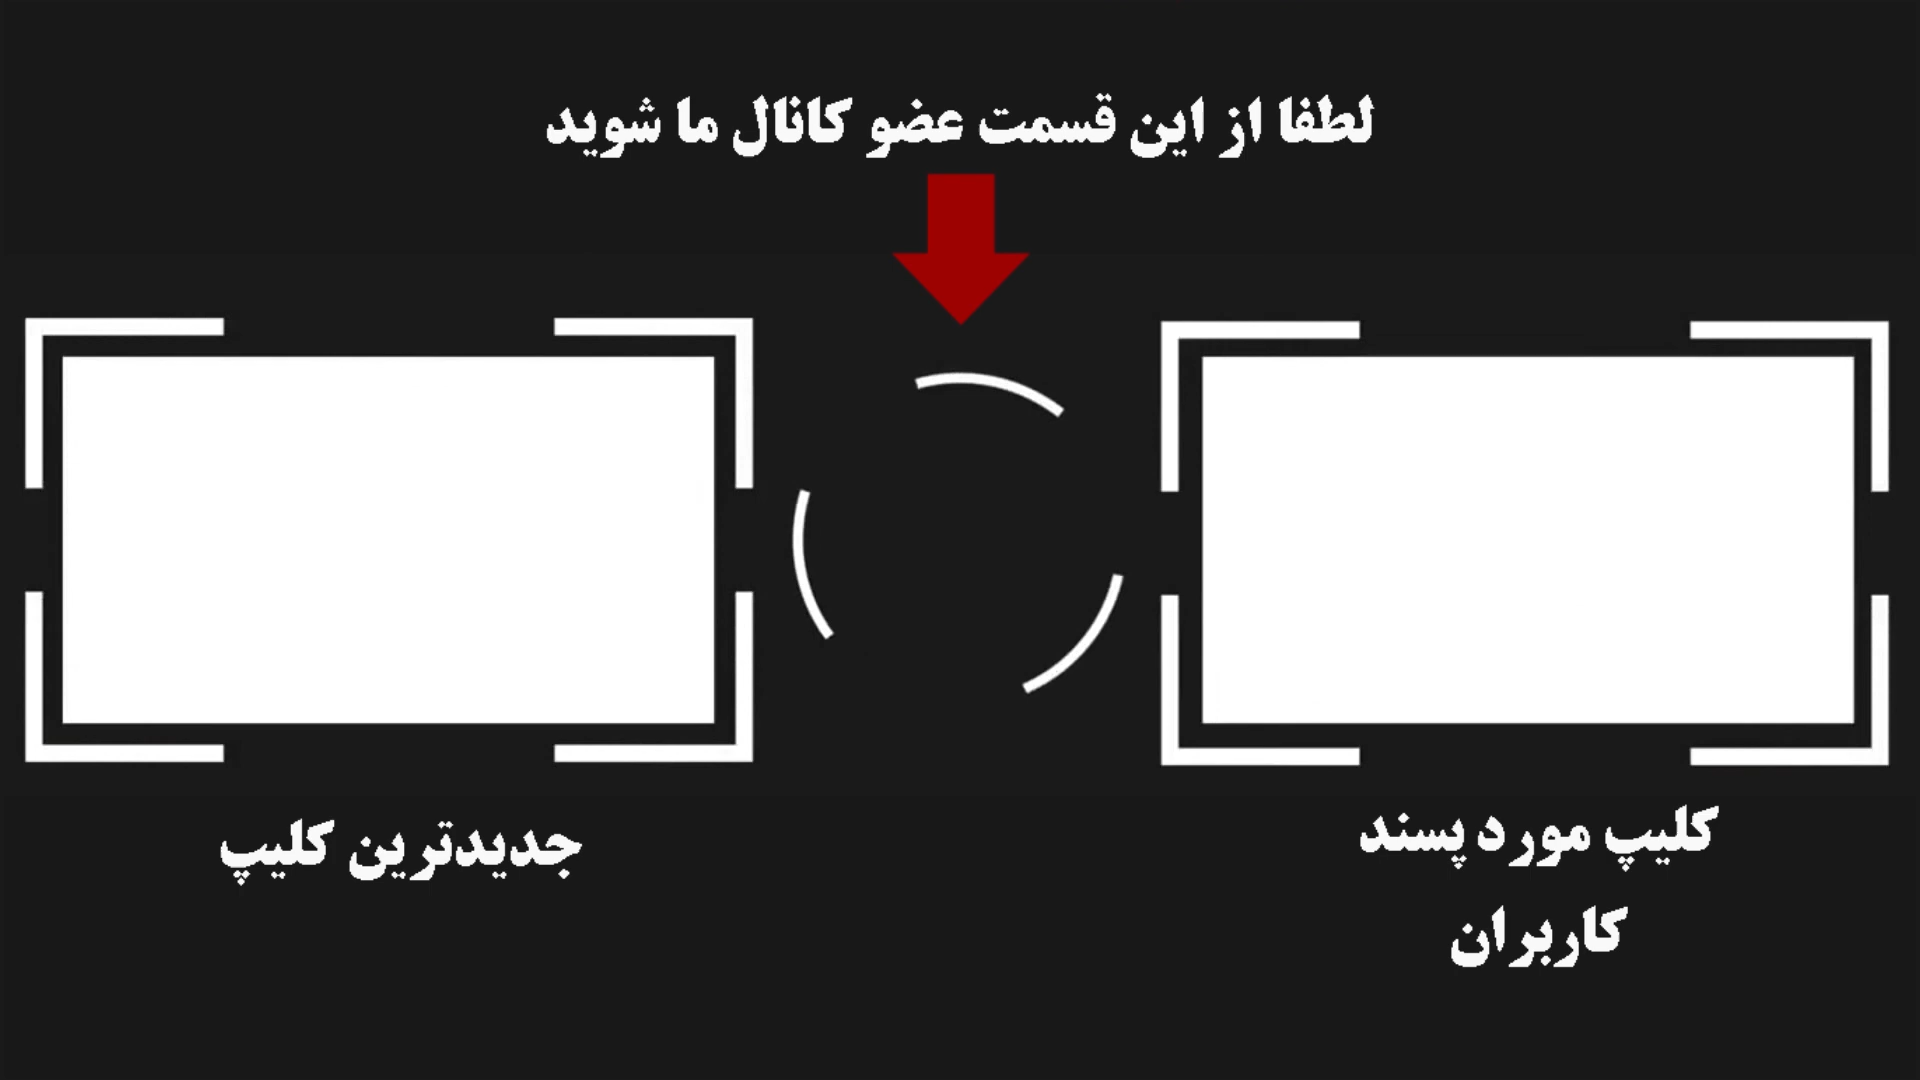 لطفا از این قسمت عضو کانال ما شوید
کلیپ مورد پسند
کاربران
جدیدترین کلیپ